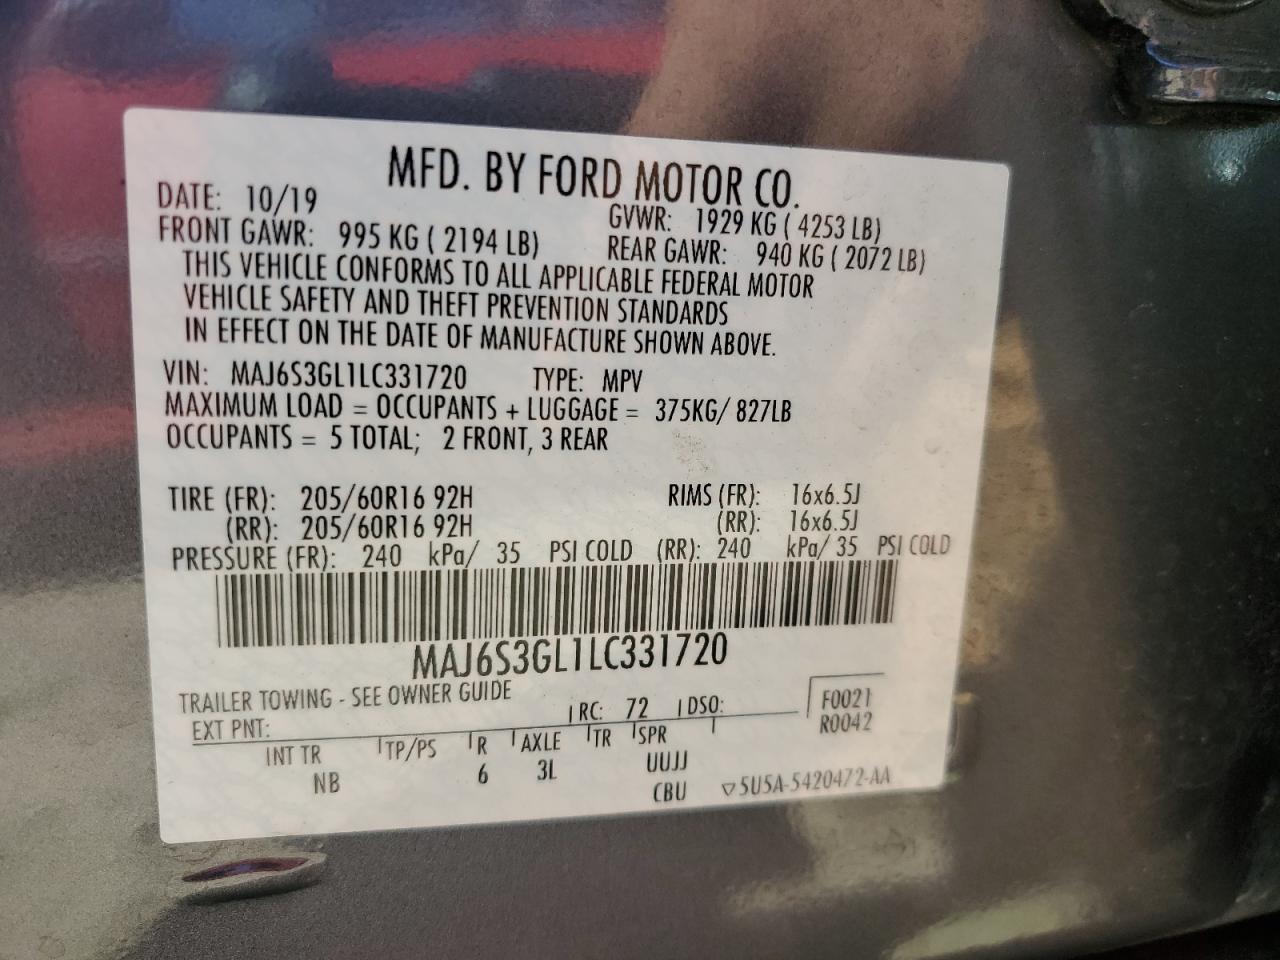 MFD. BY FORD MOTOR CO.
DATE: 10/19 GVWR: 1929 KG ( 4253 LB)
FRONT GAWR: 995 KG ( 2194 LB) REAR GAWR: 940 KG ( 2072 LB)
THIS VEHICLE CONFORMS TO ALL APPLICABLE FEDERAL MOTOR
VEHICLE SAFETY AND THEFT PREVENTION STANDARDS
IN EFFECT ON THE DATE OF MANUFACTURE SHOWN ABOVE.
VIN: MAJ6S3GL1LC331720 TYPE: MPV
MAXIMUM LOAD = OCCUPANTS + LUGGAGE = 375KG/ 827LB
OCCUPANTS = 5 TOTAL; 2 FRONT, 3 REAR
TIRE (FR): 205/60R16 92H RIMS (FR): 16x6.5J
(RR): 205/60R16 92H (RR): 16x6.5J
PRESSURE (FR): 240 kPa/ 35 PSI COLD (RR): 240 kPa/ 35 PSI COLD
MAJ6S3GL1LC331720
TRAILER TOWING - SEE OWNER GUIDE
EXT PNT: RC: 72 DSO: F0021
R0042
INT TR TP/PS R AXLE TR SPR
NB 6 3L UUJJ
CBU ▽5U5A-5420472-AA